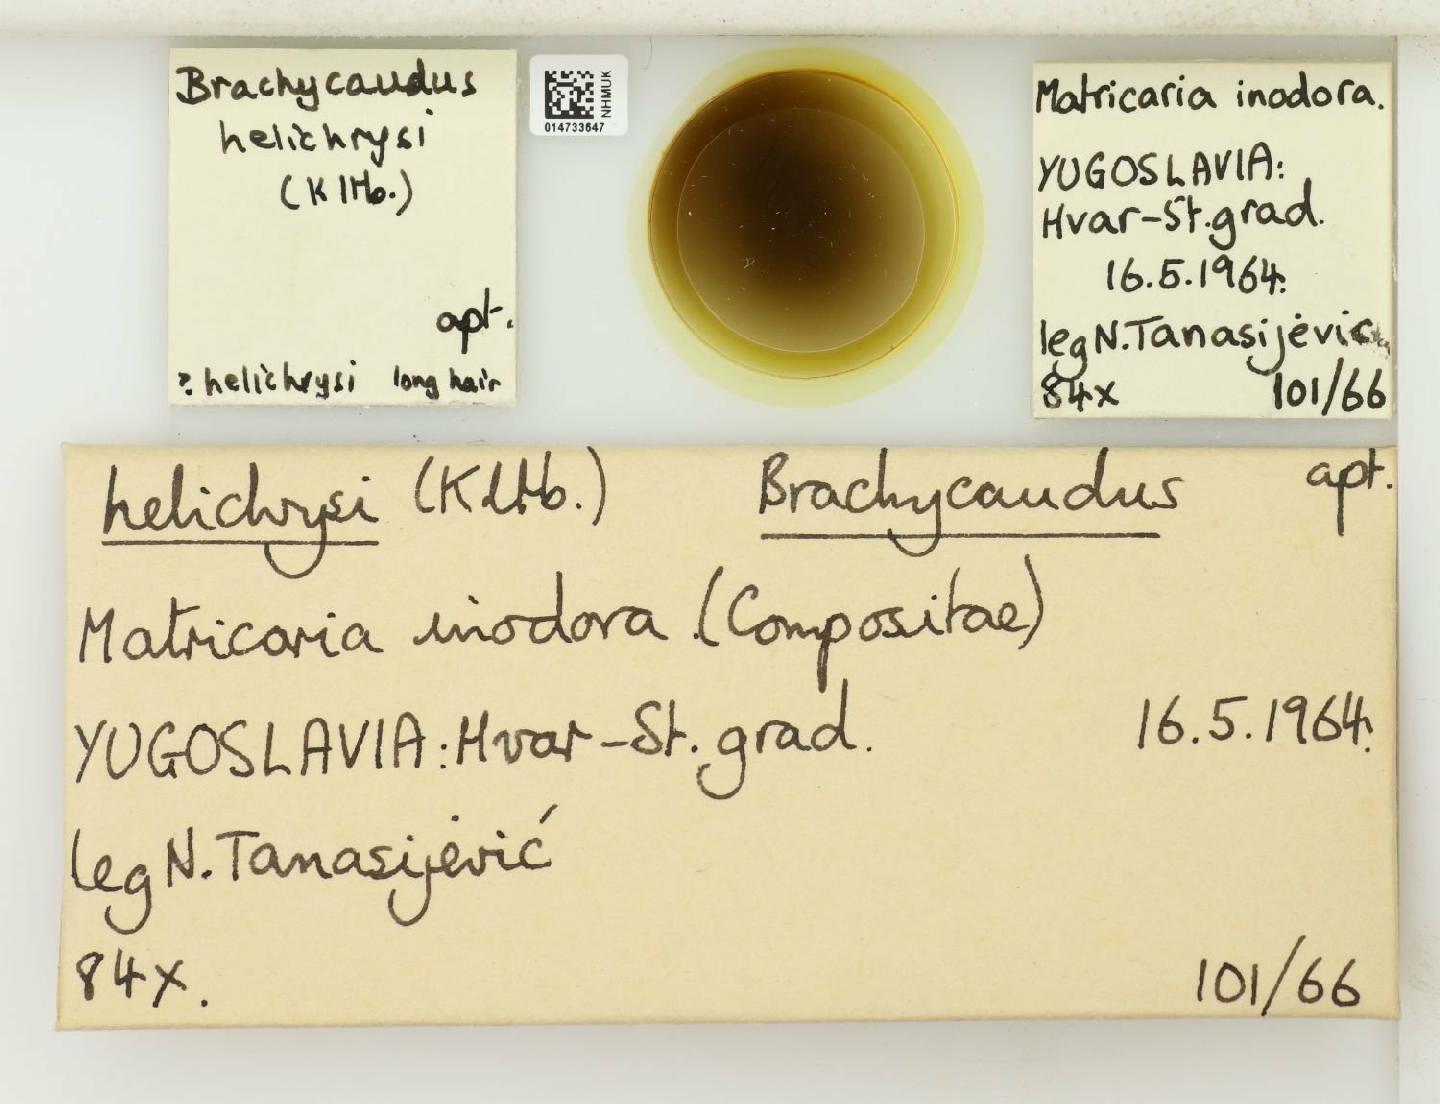 Brachycaudus
helichrysi
(Kltb.)
apt.
? helichrysi long hair
NHMUK
014733647
Matricaria inodora.
YUGOSLAVIA:
Hvar-St.grad.
16.5.1964.
leg N. Tanasijević
84x 101/66
helichrysi (Kltb.) Brachycaudus apt.
Matricaria inodora (Compositae)
YUGOSLAVIA: Hvar-St. grad. 16.5.1964.
leg N. Tanasijević
84x. 101/66